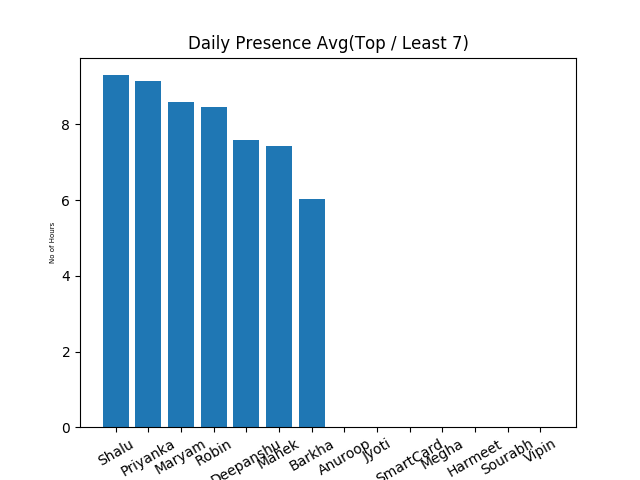 Daily Presence Avg(Top / Least 7)
8
6
4
2
0
No of Hours
Shalu
Priyanka
Maryam
Robin
Deepanshu
Manek
Barkha
Anuroop
Jyoti
SmartCard
Megha
Harmeet
Sourabh
Vipin